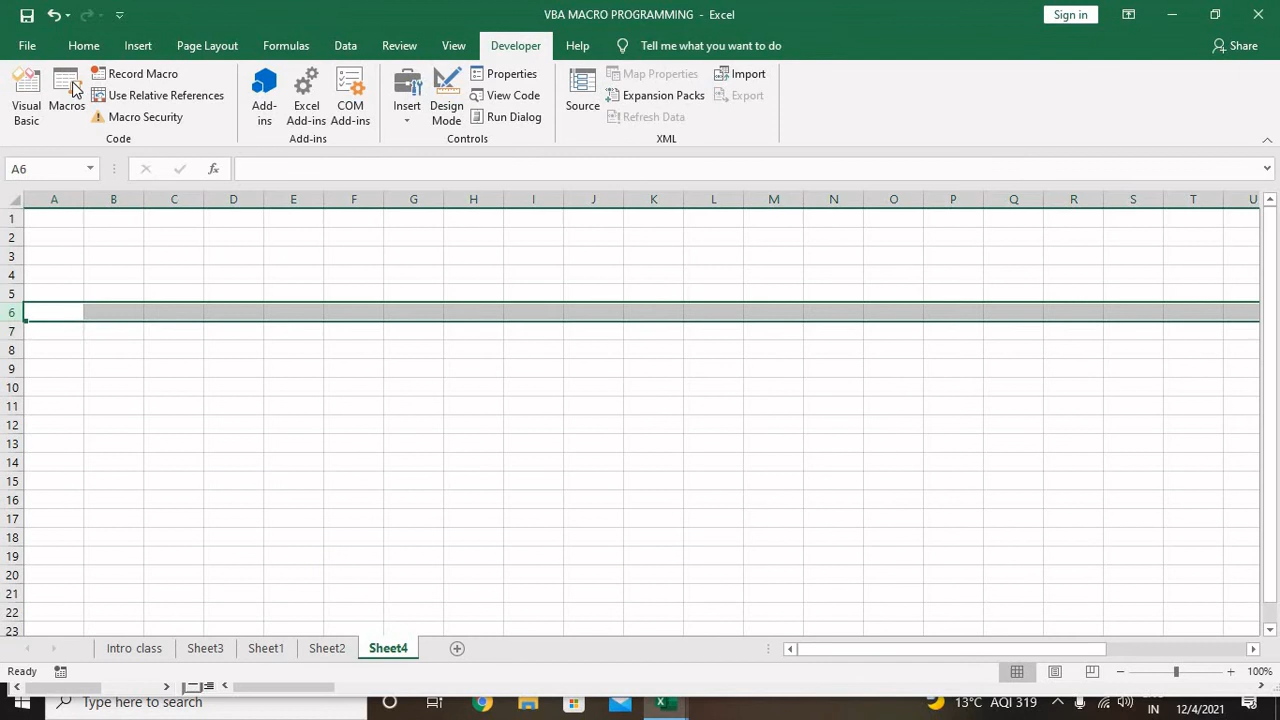 VBA MACRO PROGRAMMING - Excel
Sign in
File Home Insert Page Layout Formulas Data Review View Developer Help Tell me what you want to do Share
Visual Basic
Macros
Record Macro
Use Relative References
Macro Security
Code
Add-ins
Excel Add-ins
COM Add-ins
Add-ins
Insert
Design Mode
Properties
View Code
Run Dialog
Controls
Source
Map Properties
Expansion Packs
Refresh Data
Import
Export
XML
A6
fx
A B C D E F G H I J K L M N O P Q R S T U
1
2
3
4
5
6
7
8
9
10
11
12
13
14
15
16
17
18
19
20
21
22
23
Intro class Sheet3 Sheet1 Sheet2 Sheet4
Ready
100%
Type here to search
13°C AQI 319
IN
12/4/2021